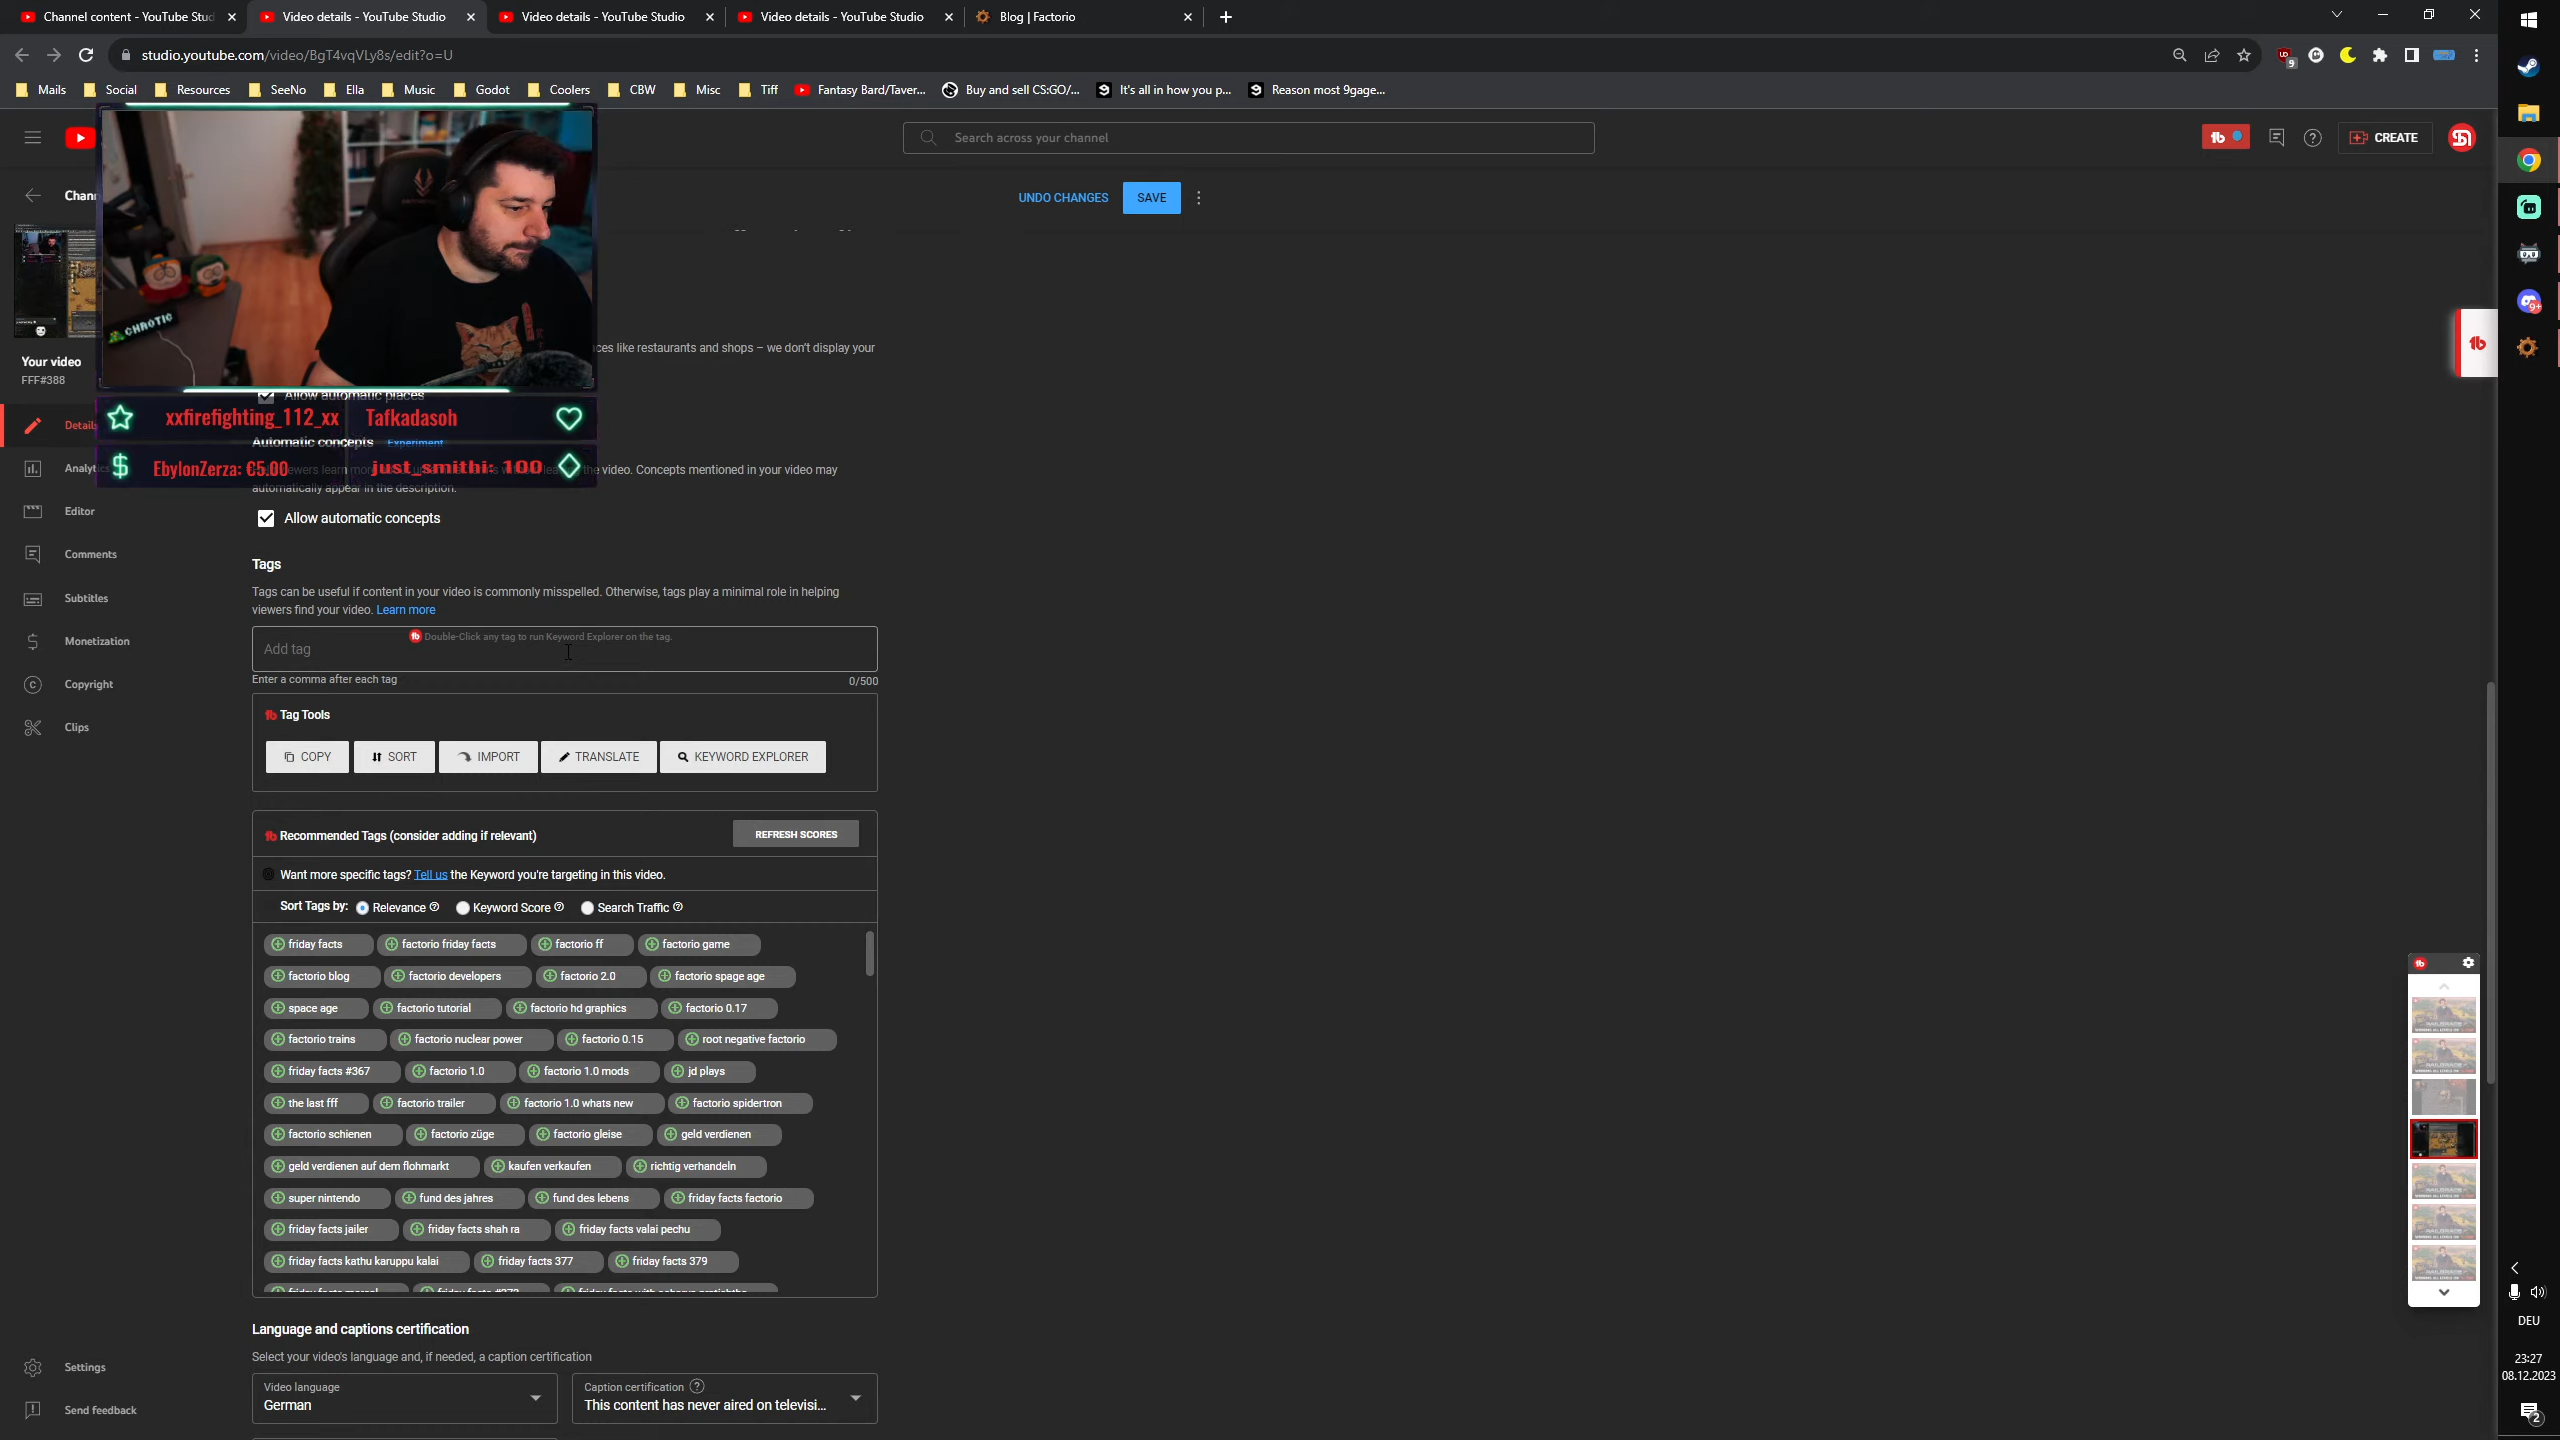 Channel content - YouTube Stud
Video details - YouTube Studio
Video details - YouTube Studio
Video details - YouTube Studio
Blog | Factorio
studio.youtube.com/video/BgT4vqVLy8s/edit?o=U
9
Mails
Social
Resources
SeeNo
Ella
Music
Godot
Coolers
CBW
Misc
Tiff
Fantasy Bard/Taver...
Buy and sell CS:GO/...
It's all in how you p...
Reason most 9gage...
Search across your channel
CREATE
Chann
UNDO CHANGES
SAVE
CHAOTIC
Your video
FFF#388
ces like restaurants and shops – we don't display your
Allow automatic places
xxfirefighting_112_xx
Tafkadasoh
Automatic concepts
Experiment
EbylonZerza: €5.00
just_smithi: 100
the video. Concepts mentioned in your video may
automatically appear in the description.
Allow automatic concepts
Details
Analytics
Editor
Comments
Subtitles
Monetization
Copyright
Clips
Settings
Send feedback
Tags
Tags can be useful if content in your video is commonly misspelled. Otherwise, tags play a minimal role in helping
viewers find your video. Learn more
Double-Click any tag to run Keyword Explorer on the tag.
Add tag
Enter a comma after each tag
0/500
Tag Tools
COPY
SORT
IMPORT
TRANSLATE
KEYWORD EXPLORER
Recommended Tags (consider adding if relevant)
REFRESH SCORES
Want more specific tags? Tell us the Keyword you're targeting in this video.
Sort Tags by: Relevance Keyword Score Search Traffic
friday facts
factorio friday facts
factorio ff
factorio game
factorio blog
factorio developers
factorio 2.0
factorio spage age
space age
factorio tutorial
factorio hd graphics
factorio 0.17
factorio trains
factorio nuclear power
factorio 0.15
root negative factorio
friday facts #367
factorio 1.0
factorio 1.0 mods
jd plays
the last fff
factorio trailer
factorio 1.0 whats new
factorio spidertron
factorio schienen
factorio züge
factorio gleise
geld verdienen
geld verdienen auf dem flohmarkt
kaufen verkaufen
richtig verhandeln
super nintendo
fund des jahres
fund des lebens
friday facts factorio
friday facts jailer
friday facts shah ra
friday facts valai pechu
friday facts kathu karuppu kalai
friday facts 377
friday facts 379
Language and captions certification
Select your video's language and, if needed, a caption certification
Video language
German
Caption certification
This content has never aired on televisi...
9+
DEU
23:27
08.12.2023
2